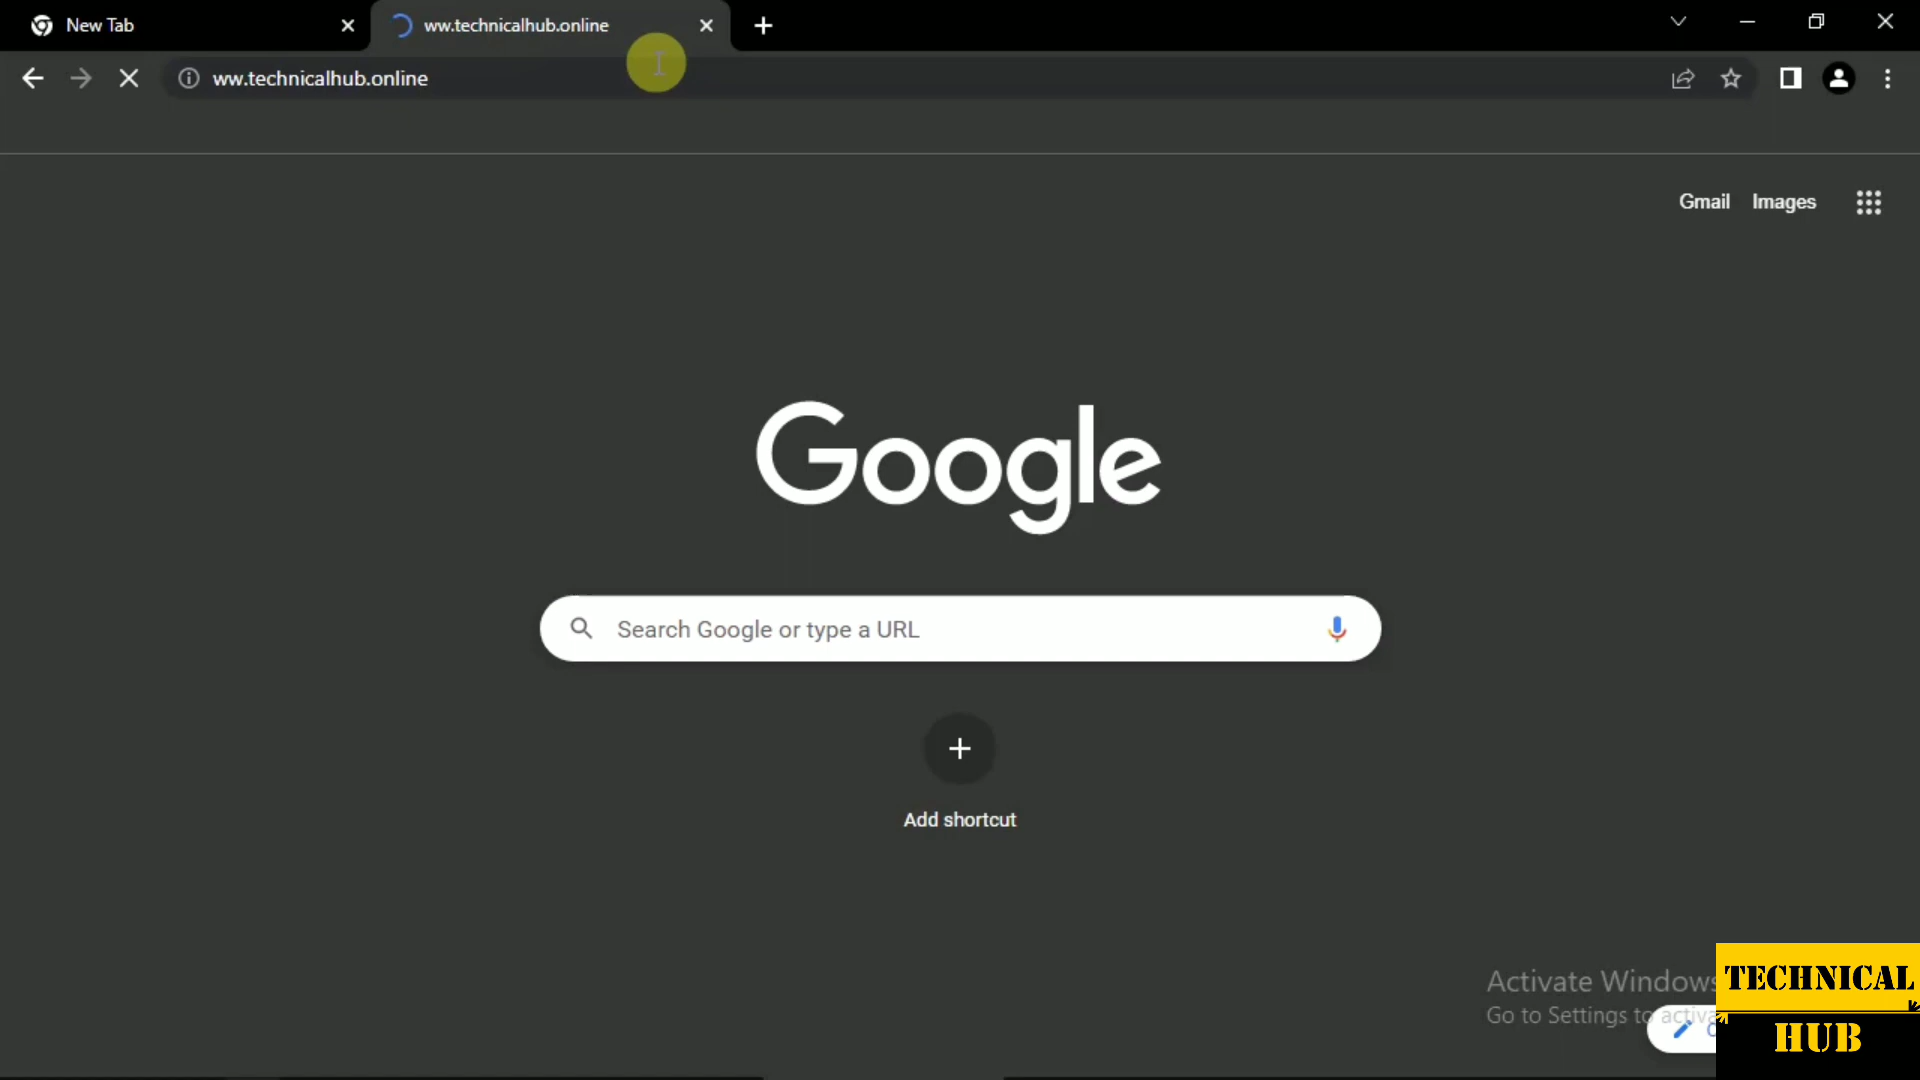 New Tab
ww.technicalhub.online
ww.technicalhub.online
Gmail
Images
Google
Search Google or type a URL
Add shortcut
Activate Windows
Go to Settings to activa
TECHNICAL
HUB